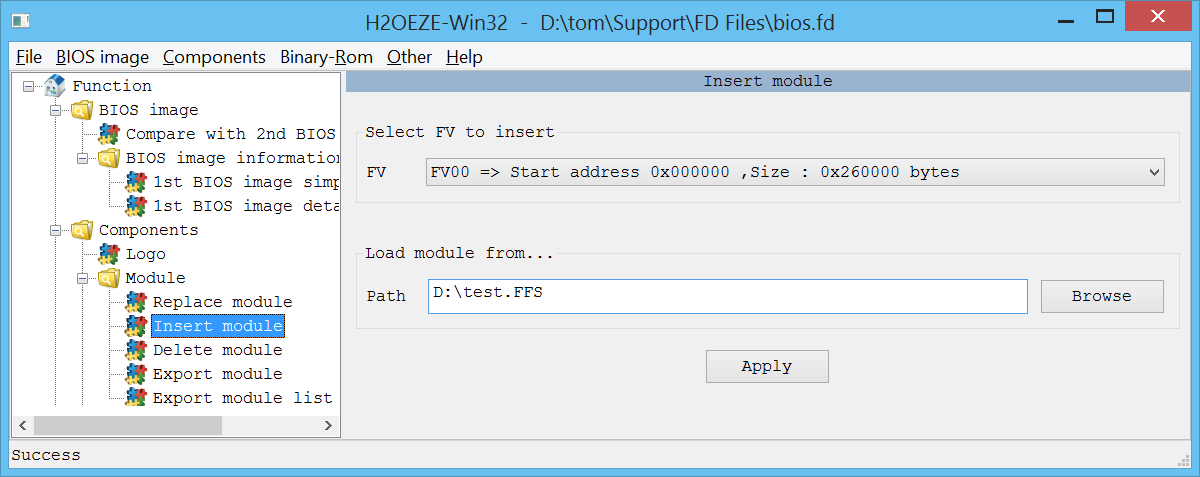 H2OEZE-Win32 - D:\tom\Support\FD Files\bios.fd
File BIOS image Components Binary-Rom Other Help
Function
BIOS image
Compare with 2nd BIOS
BIOS image information
1st BIOS image simp
1st BIOS image deta
Components
Logo
Module
Replace module
Insert module
Delete module
Export module
Export module list
Insert module
Select FV to insert
FV FV00 => Start address 0x000000 ,Size : 0x260000 bytes
Load module from...
Path D:\test.FFS Browse
Apply
Success